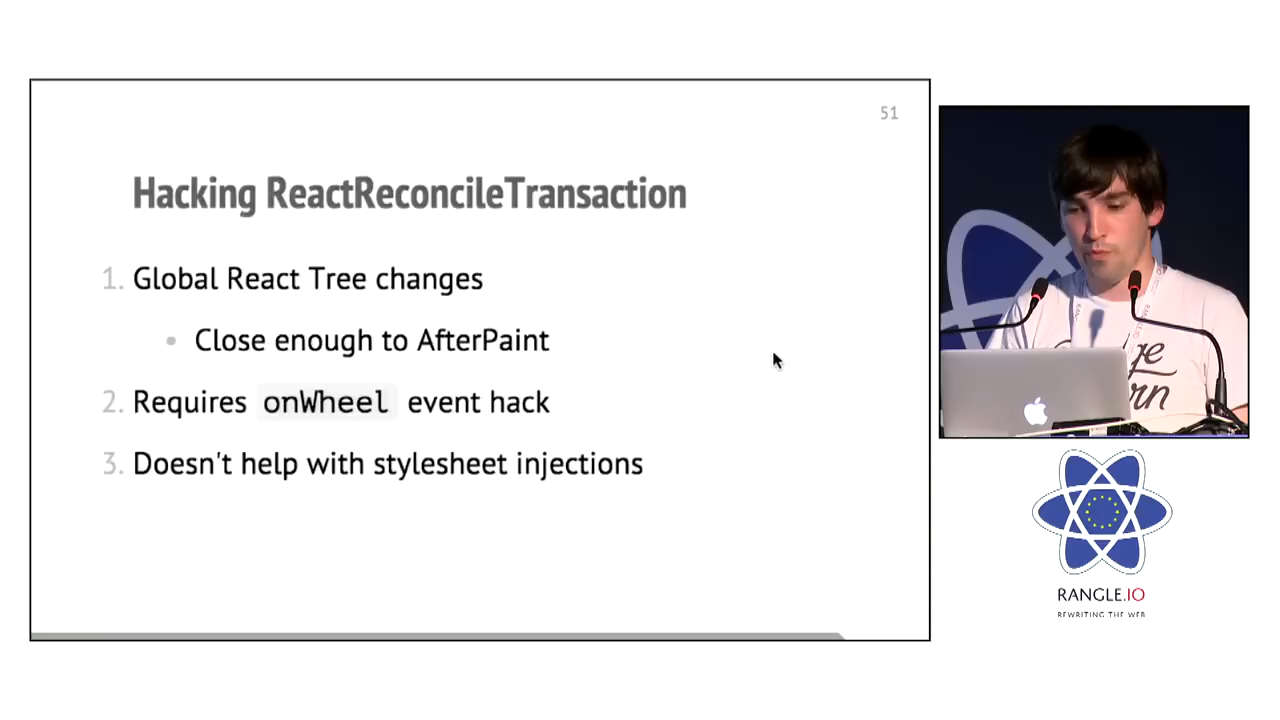 51
Hacking ReactReconcileTransaction
1. Global React Tree changes
Close enough to AfterPaint
2. Requires onWheel event hack
3. Doesn't help with stylesheet injections
RANGLE.IO
REWRITING THE WEB